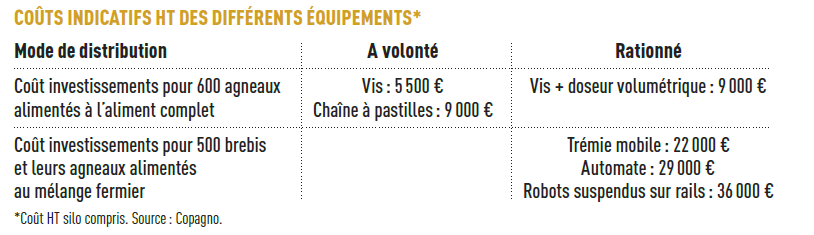 COÛTS INDICATIFS HT DES DIFFÉRENTS ÉQUIPEMENTS*
Mode de distribution A volonté Rationné
Coût investissements pour 600 agneaux Vis : 5 500 € Vis + doseur volumétrique : 9 000 €
alimentés à l’aliment complet Chaîne à pastilles : 9 000 €
Coût investissements pour 500 brebis Trémie mobile : 22 000 €
et leurs agneaux alimentés Automate : 29 000 €
au mélange fermier Robots suspendus sur rails : 36 000 €
*Coût HT silo compris. Source : Copagno.